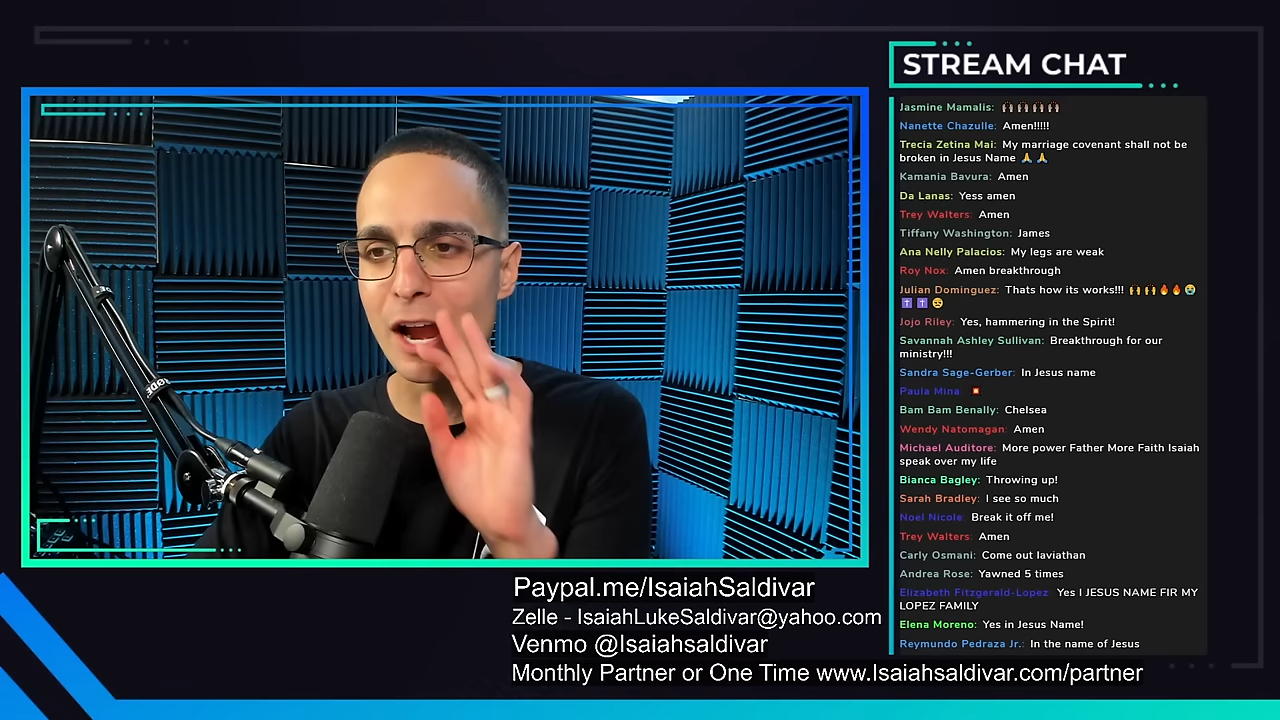 STREAM CHAT
Jasmine Mamalis: 🙌🏽 🙌🏽 🙌🏽 🙌🏽
Nanette Chazulle: Amen!!!!!
Trecia Zetina Mai: My marriage covenant shall not be
broken in Jesus Name 🙏 🙏
Kamania Bavura: Amen
Da Lanas: Yess amen
Trey Walters: Amen
Tiffany Washington: James
Ana Nelly Palacios: My legs are weak
Roy Nox: Amen breakthrough
Julian Dominguez: Thats how its works!!! 🙌 🙌 🔥 🔥 😭
✝️ ✝️ 😔
Jojo Riley: Yes, hammering in the Spirit!
Savannah Ashley Sullivan: Breakthrough for our
ministry!!!
Sandra Sage-Gerber: In Jesus name
Paula Mina: 💥
Bam Bam Benally: Chelsea
Wendy Natomagan: Amen
Michael Auditore: More power Father More Faith Isaiah
speak over my life
Bianca Bagley: Throwing up!
Sarah Bradley: I see so much
Noel Nicole: Break it off me!
Trey Walters: Amen
Carly Osmani: Come out laviathan
Andrea Rose: Yawned 5 times
Elizabeth Fitzgerald-Lopez: Yes I JESUS NAME FIR MY
LOPEZ FAMILY
Elena Moreno: Yes in Jesus Name!
Reymundo Pedraza Jr.: In the name of Jesus
RODE
Paypal.me/IsaiahSaldivar
Zelle - IsaiahLukeSaldivar@yahoo.com
Venmo @Isaiahsaldivar
Monthly Partner or One Time www.Isaiahsaldivar.com/partner